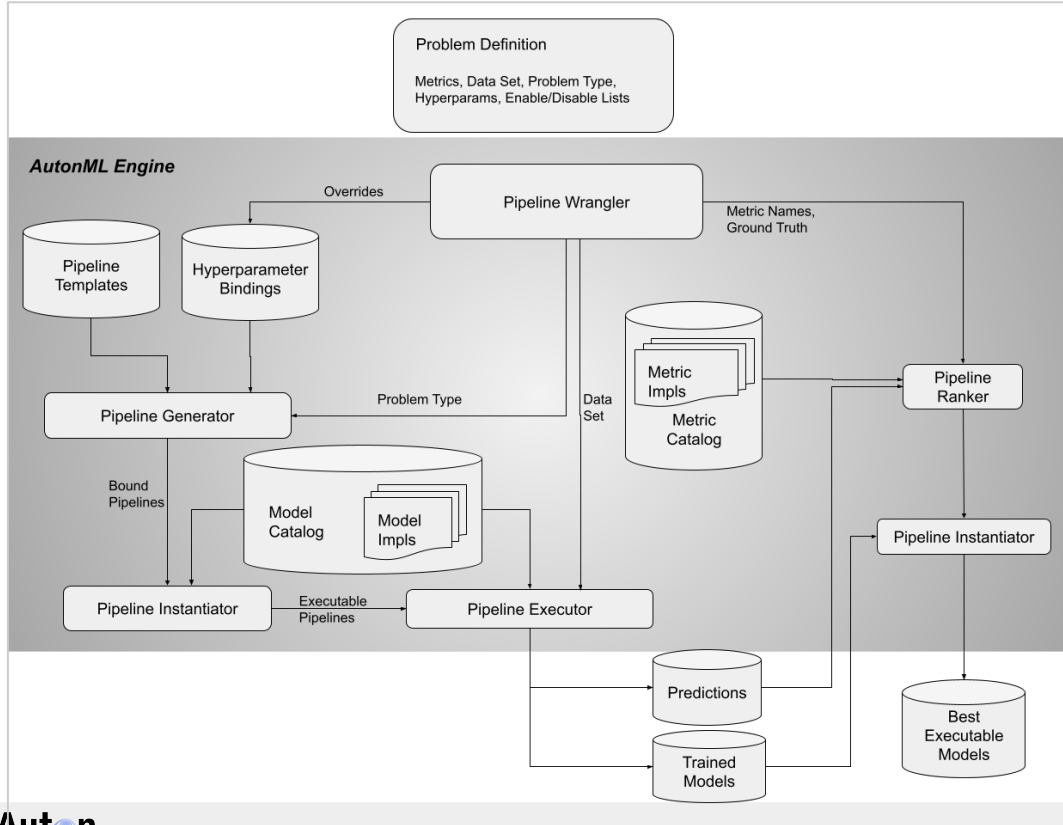 Problem Definition
Metrics, Data Set, Problem Type,
Hyperparams, Enable/Disable Lists
AutonML Engine
Pipeline Wrangler
Overrides
Metric Names,
Ground Truth
Pipeline
Templates
Hyperparameter
Bindings
Metric
Impls
Metric
Catalog
Pipeline
Ranker
Pipeline Generator
Problem Type
Data
Set
Bound
Pipelines
Model
Catalog
Model
Impls
Pipeline Instantiator
Pipeline Instantiator
Executable
Pipelines
Pipeline Executor
Predictions
Best
Executable
Models
Trained
Models
Auton